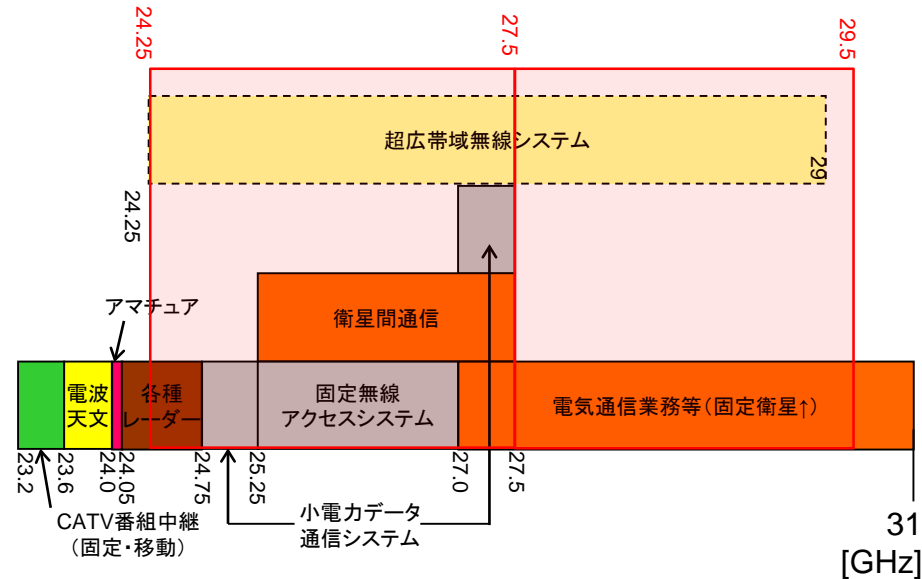 24.25
27.5
29.5
超広帯域無線システム
29
24.25
アマチュア
衛星間通信
電波
天文
各種
レーダー
固定無線
アクセスシステム
電気通信業務等(固定衛星↑)
23.2
23.6
24.0
24.05
24.75
25.25
27.0
27.5
CATV番組中継
(固定・移動)
小電力データ
通信システム
31
[GHz]